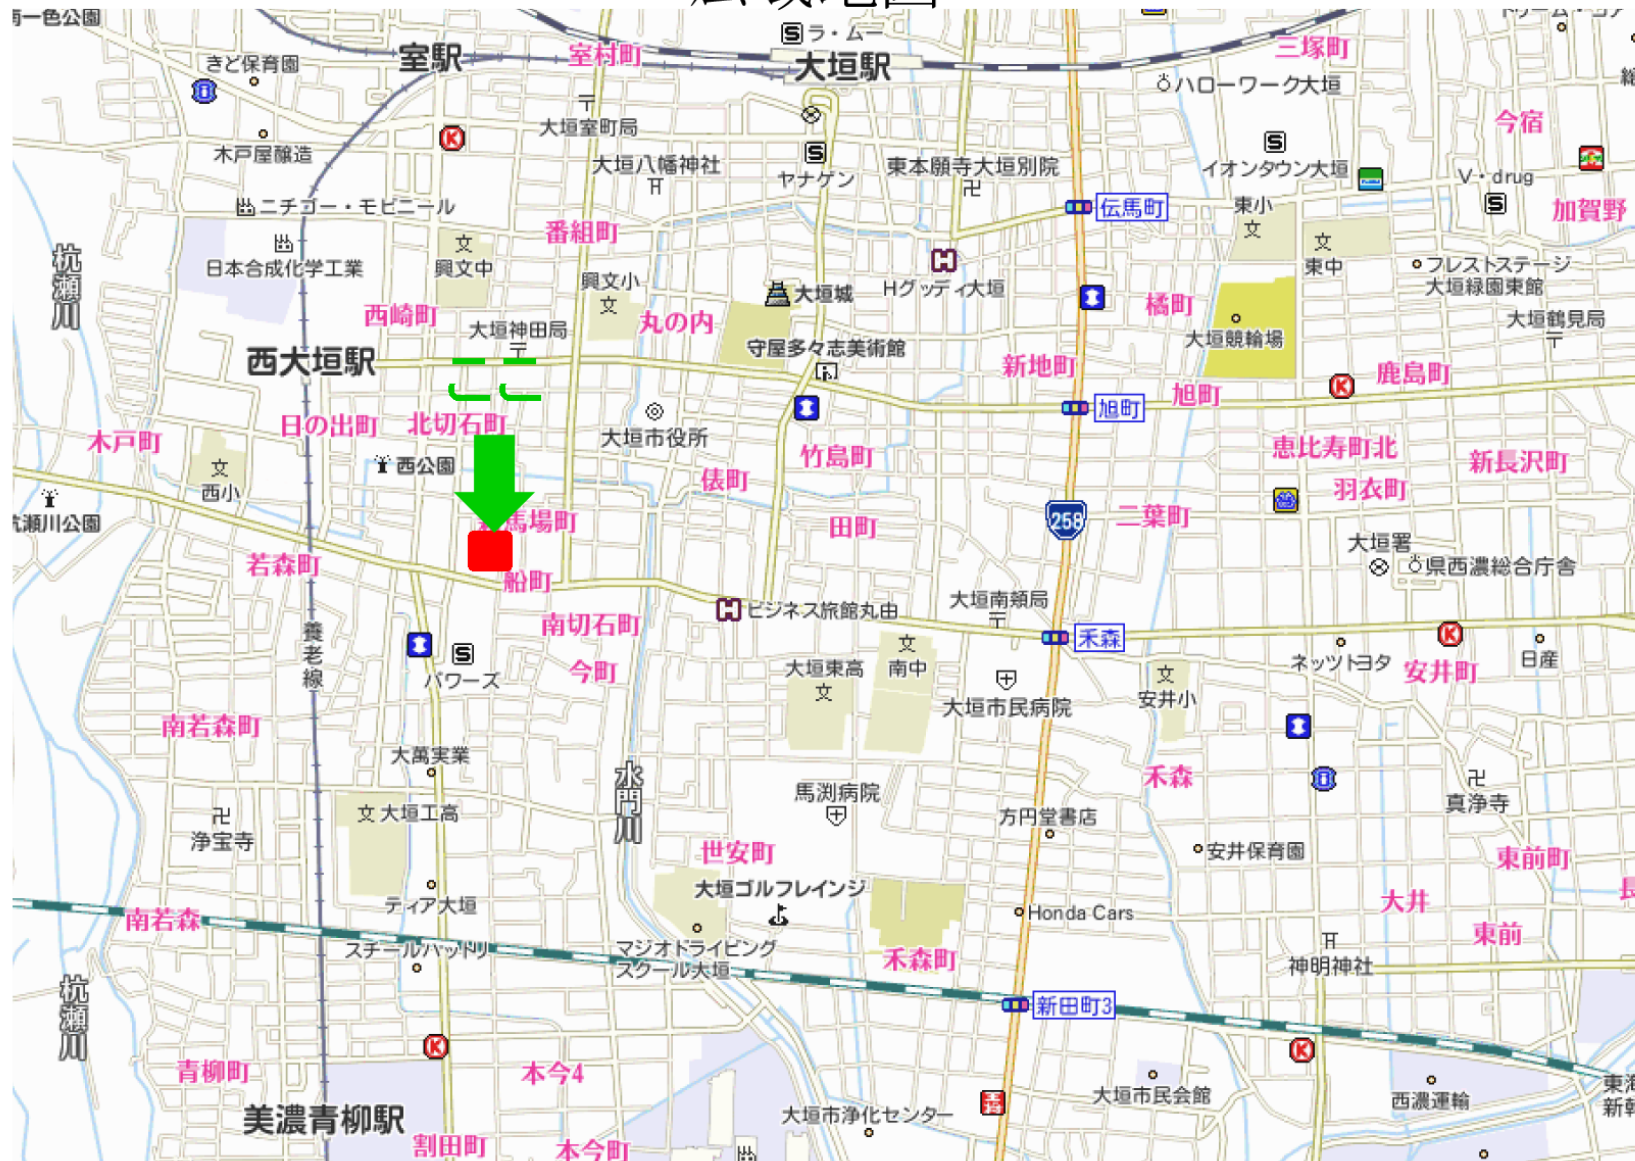 広域地図
南一色公園
ラ・ムー
ドリーム・コア
室駅
室村町
大垣駅
三塚町
きど保育園
ハローワーク大垣
大垣室町局
今宿
木戸屋醸造
大垣八幡神社
ヤナゲン
東本願寺大垣別院
イオンタウン大垣
V・drug
ニチゴー・モビニール
伝馬町
東小
加賀野
番組町
杭瀬川
日本合成化学工業
興文中
興文小
東中
フレストステージ
大垣緑園東館
大垣城
Hグッディ大垣
橘町
西崎町
大垣神田局
丸の内
大垣競輪場
大垣鶴見局
西大垣駅
守屋多々志美術館
新地町
鹿島町
旭町
旭町
日の出町
北切石町
大垣市役所
木戸町
竹島町
恵比寿町北
新長沢町
西公園
俵町
羽衣町
西小
杭瀬川公園
馬場町
田町
258
二葉町
大垣署
県西濃総合庁舎
若森町
船町
大垣南頬局
ビジネス旅館丸由
南切石町
禾森
養老線
パワーズ
今町
大垣東高
南中
ネッツトヨタ
日産
安井町
安井小
大垣市民病院
南若森町
大萬実業
水門川
馬渕病院
禾森
真浄寺
大垣工高
方円堂書店
浄宝寺
世安町
安井保育園
東前町
大垣ゴルフレインジ
ティア大垣
大井
南若森
Honda Cars
東前
スチールハットリ
マジオドライビング
スクール大垣
禾森町
神明神社
杭瀬川
新田町3
青柳町
本今4
大垣市民会館
西濃運輸
美濃青柳駅
大垣市浄化センター
割田町
本今町